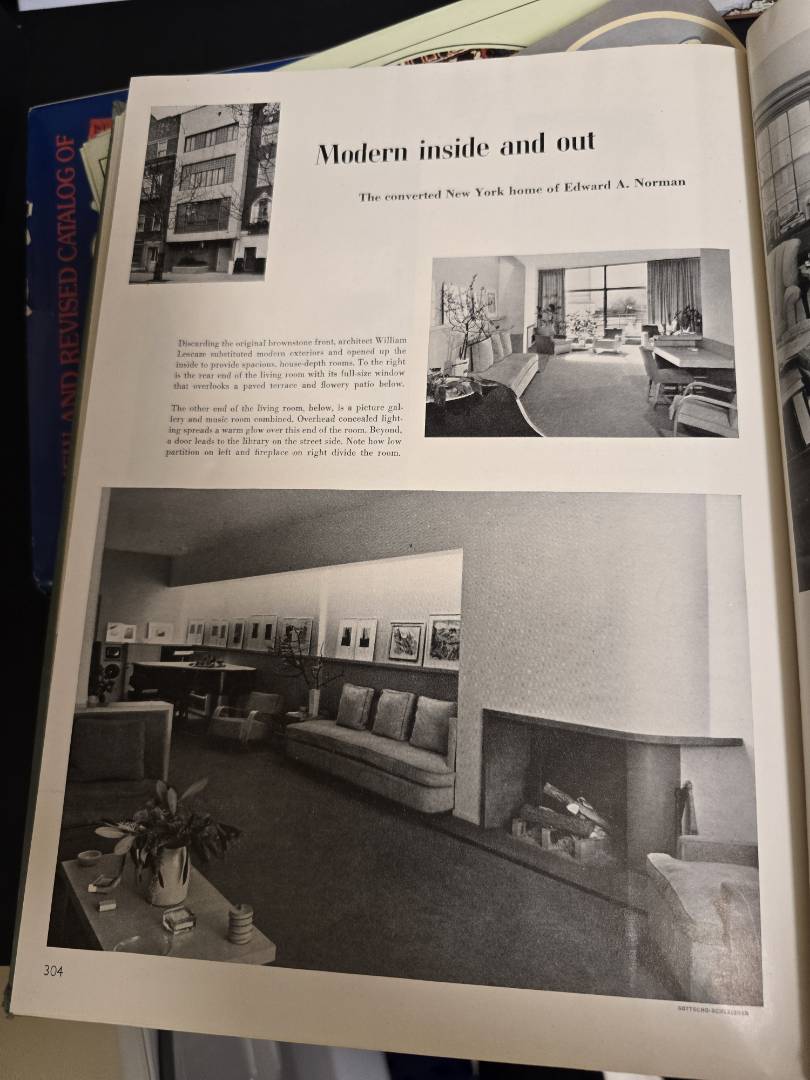 Modern inside and out
The converted New York home of Edward A. Norman
Discarding the original brownstone front, architect William
Lescaze substituted modern exteriors and opened up the
inside to provide spacious, house-depth rooms. To the right
is the rear end of the living room with its full-size window
that overlooks a paved terrace and flowery patio below.
The other end of the living room, below, is a picture gal-
lery and music room combined. Overhead concealed light-
ing spreads a warm glow over this end of the room. Beyond,
a door leads to the library on the street side. Note how low
partition on left and fireplace on right divide the room.
304
GOTTSCHO-SCHLEISNER
AND REVISED CATALOG OF